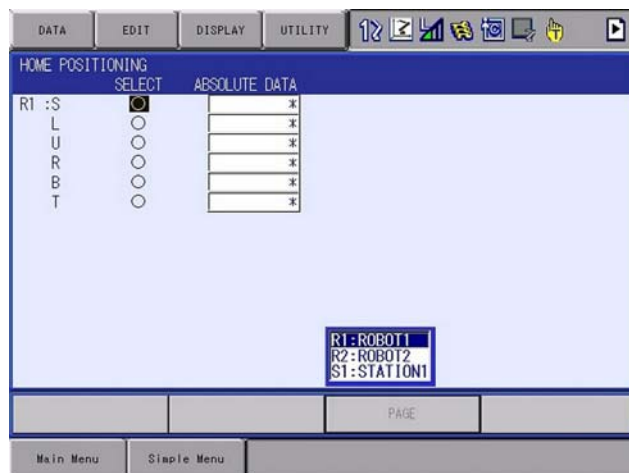 DATA EDIT DISPLAY UTILITY
HOME POSITIONING
SELECT ABSOLUTE DATA
R1 :S *
L *
U *
R *
B *
T *
R1:ROBOT1
R2:ROBOT2
S1:STATION1
PAGE
Main Menu Simple Menu